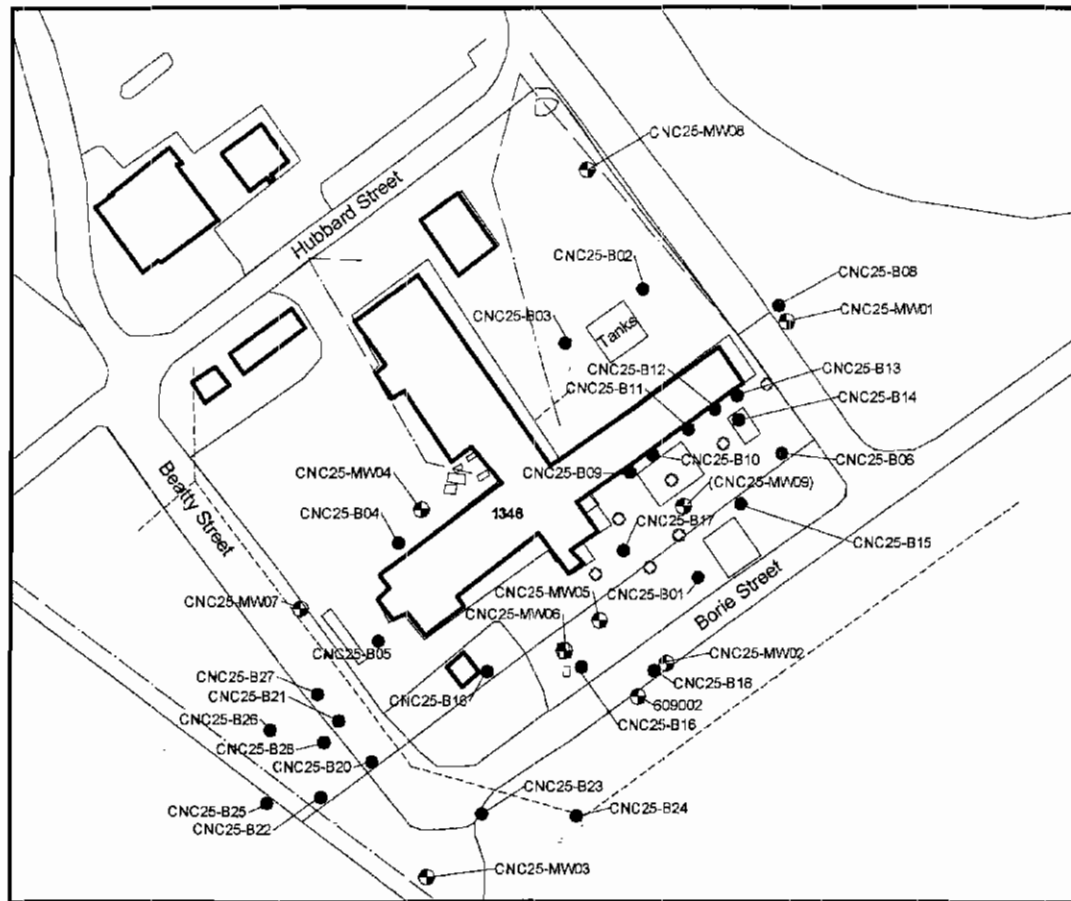 CNC25-MW08
Hubbard Street
CNC25-B02
CNC25-B08
CNC25-MW01
CNC25-B03
Tanks
CNC25-B12
CNC25-B13
CNC25-B11
CNC25-B14
CNC25-MW04
CNC25-B09
CNC25-B10
CNC25-B06
(CNC25-MW09)
1346
CNC25-B04
CNC25-B17
CNC25-B15
Beatty Street
CNC25-MW05
CNC25-B01
CNC25-MW07
CNC25-MW06
Borie Street
CNC25-B05
CNC25-MW02
CNC25-B27
CNC25-B16
CNC25-B18
CNC25-B21
609002
CNC25-B26
CNC25-B16
CNC25-B28
CNC25-B20
CNC25-B23
CNC25-B25
CNC25-B24
CNC25-B22
CNC25-MW03